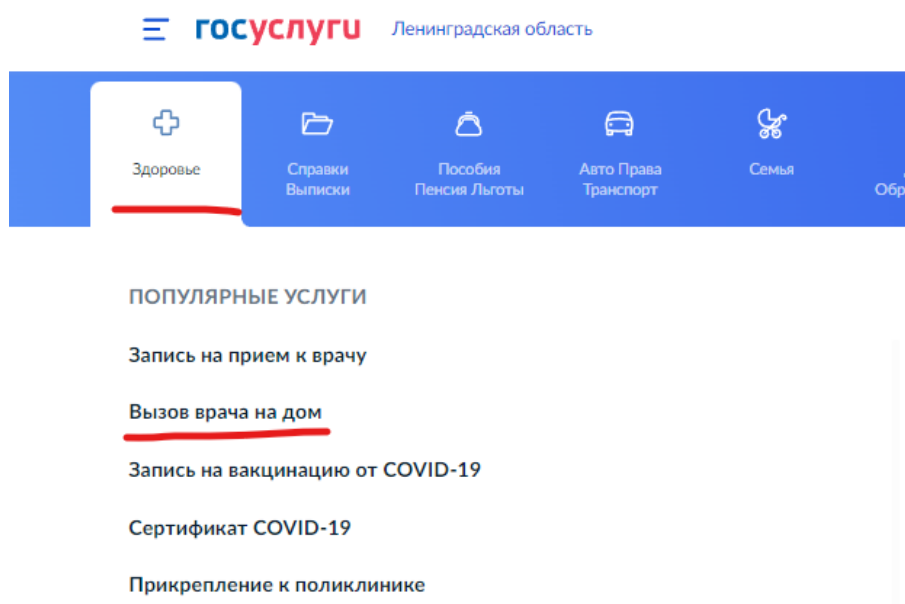 госуслуги Ленинградская область
Здоровье
Справки
Выписки
Пособия
Пенсия Льготы
Авто Права
Транспорт
Семья
ПОПУЛЯРНЫЕ УСЛУГИ
Запись на прием к врачу
Вызов врача на дом
Запись на вакцинацию от COVID-19
Сертификат COVID-19
Прикрепление к поликлинике